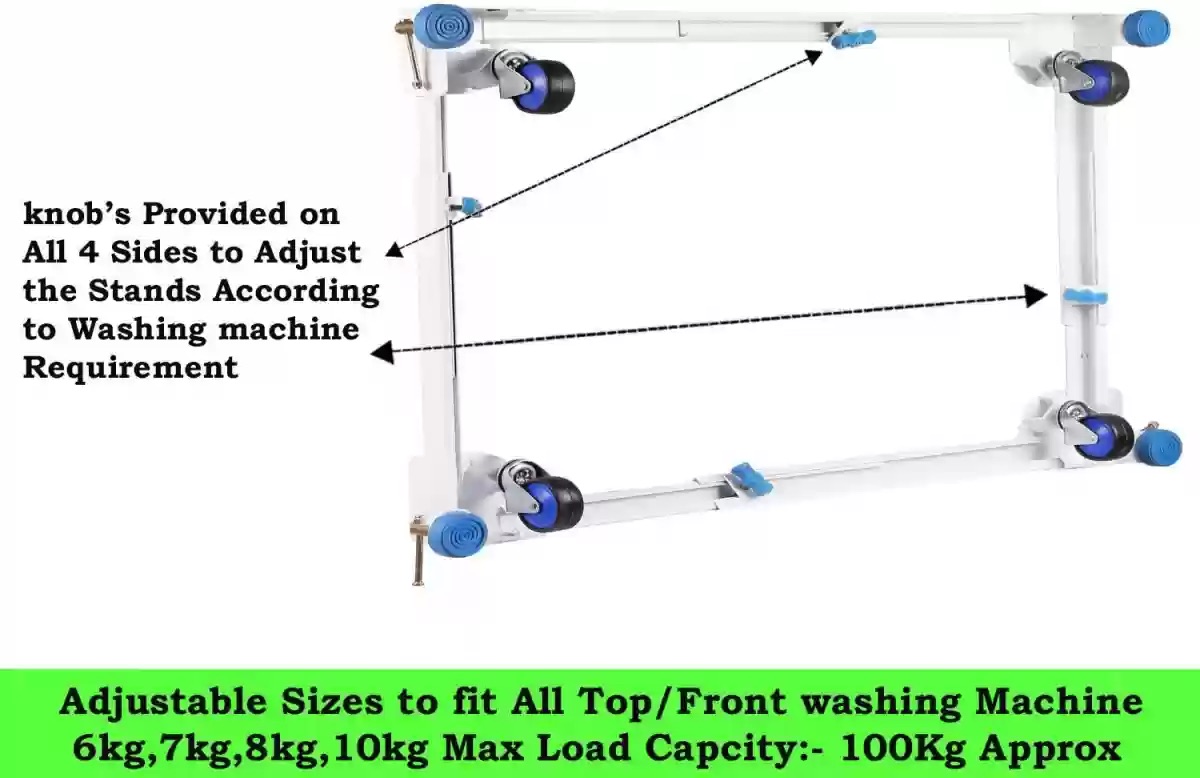 knob’s Provided on
All 4 Sides to Adjust
the Stands According
to Washing machine
Requirement
Adjustable Sizes to fit All Top/Front washing Machine
6kg,7kg,8kg,10kg Max Load Capcity:- 100Kg Approx